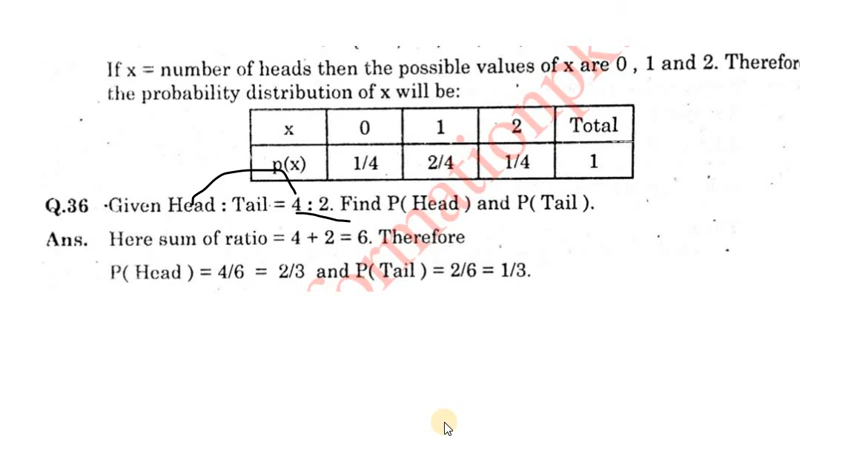 If x = number of heads then the possible values of x are 0 , 1 and 2. Therefor
the probability distribution of x will be:
x 0 1 2 Total
p(x) 1/4 2/4 1/4 1
Q.36 Given Head : Tail = 4 : 2. Find P( Head ) and P( Tail ).
Ans. Here sum of ratio = 4 + 2 = 6. Therefore
P( Head ) = 4/6 = 2/3 and P( Tail ) = 2/6 = 1/3.
formationpk